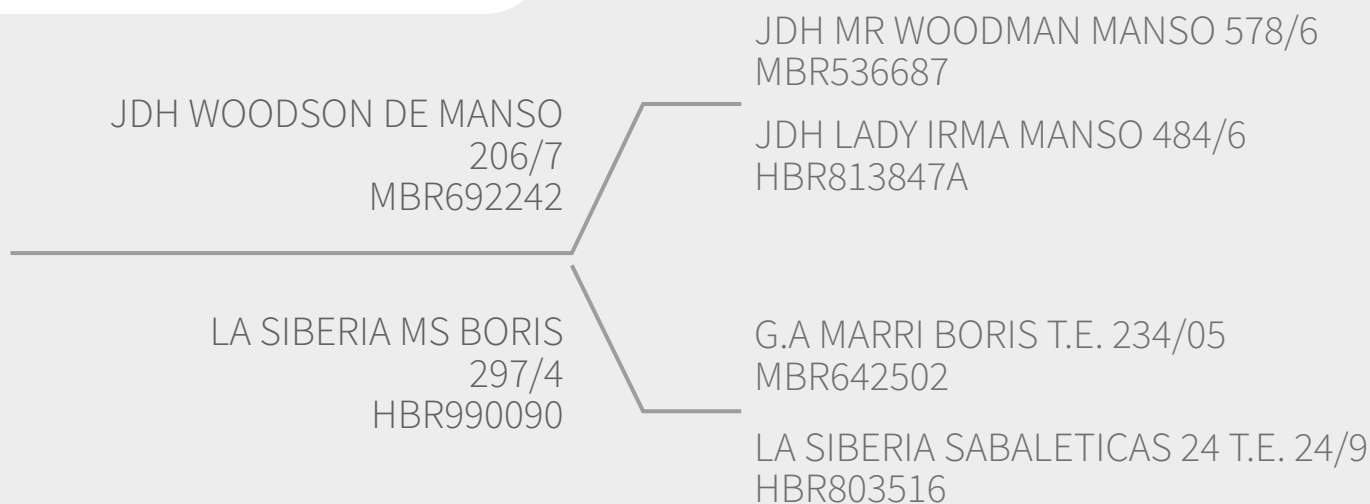 JDH WOODSON DE MANSO
206/7
MBR692242
LA SIBERIA MS BORIS
297/4
HBR990090
JDH MR WOODMAN MANSO 578/6
MBR536687
JDH LADY IRMA MANSO 484/6
HBR813847A
G.A MARRI BORIS T.E. 234/05
MBR642502
LA SIBERIA SABALETICAS 24 T.E. 24/9
HBR803516